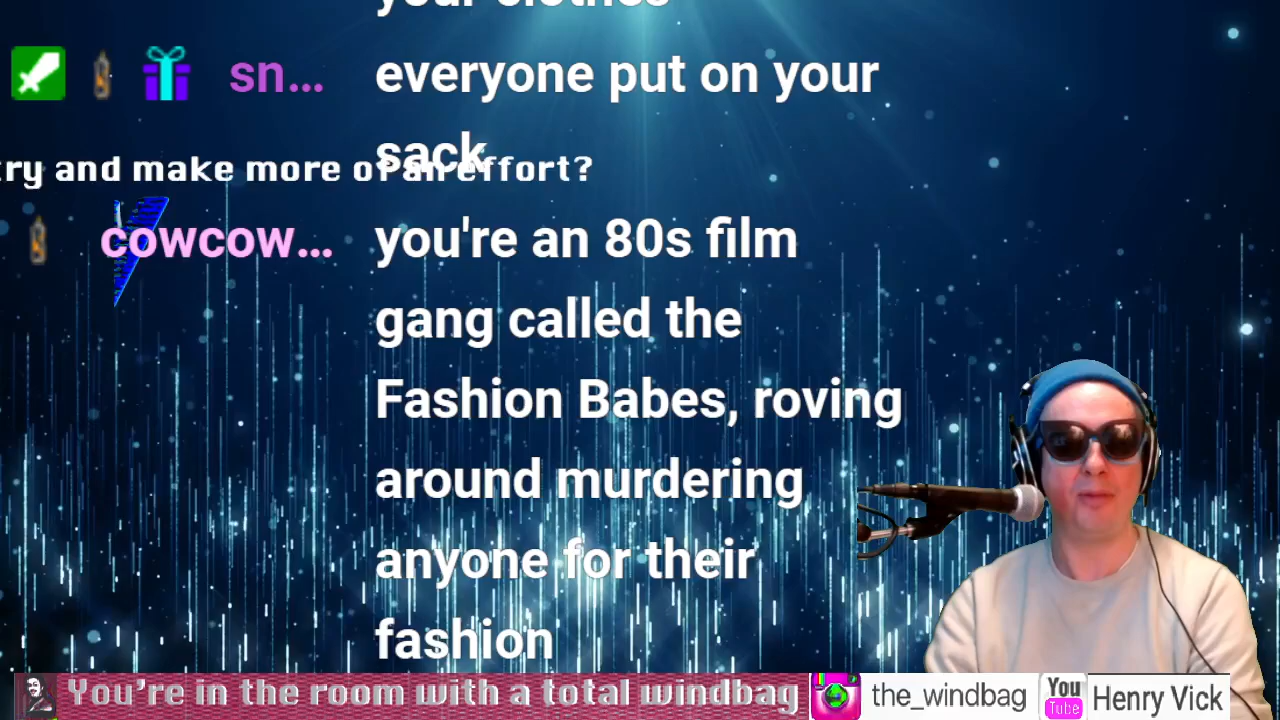 your clothes
sn... everyone put on your
sack
ry and make more of an effort?
cowcow... you're an 80s film
gang called the
Fashion Babes, roving
around murdering
anyone for their
fashion
You're in the room with a total windbag the_windbag You Tube Henry Vick